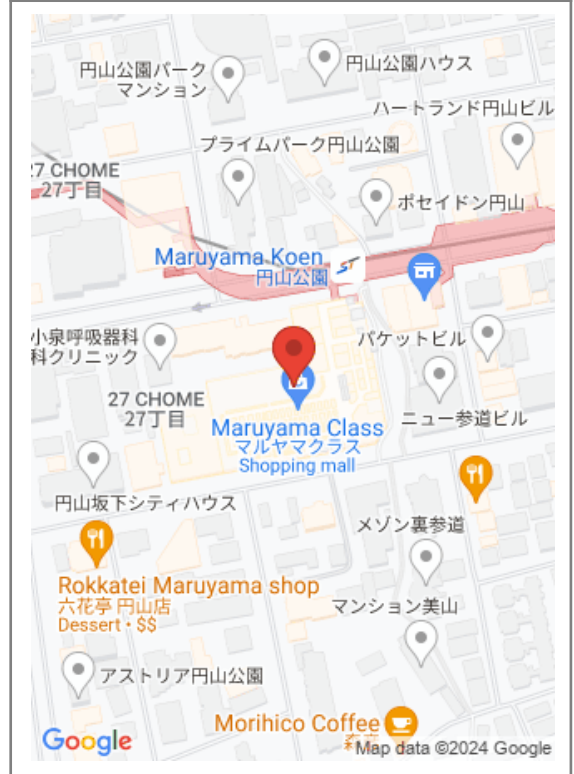 円山公園パーク
マンション
円山公園ハウス
ハートランド円山ビル
プライムパーク円山公園
27 CHOME
27丁目
ポセイドン円山
Maruyama Koen
円山公園
ST
小泉呼吸器科
科クリニック
パケットビル
27 CHOME
27丁目
Maruyama Class
マルヤマクラス
Shopping mall
ニュー参道ビル
円山坂下シティハウス
メゾン裏参道
Rokkatei Maruyama shop
六花亭 円山店
Dessert • $$
マンション美山
アストリア円山公園
Morihico Coffee
Google
Map data ©2024 Google